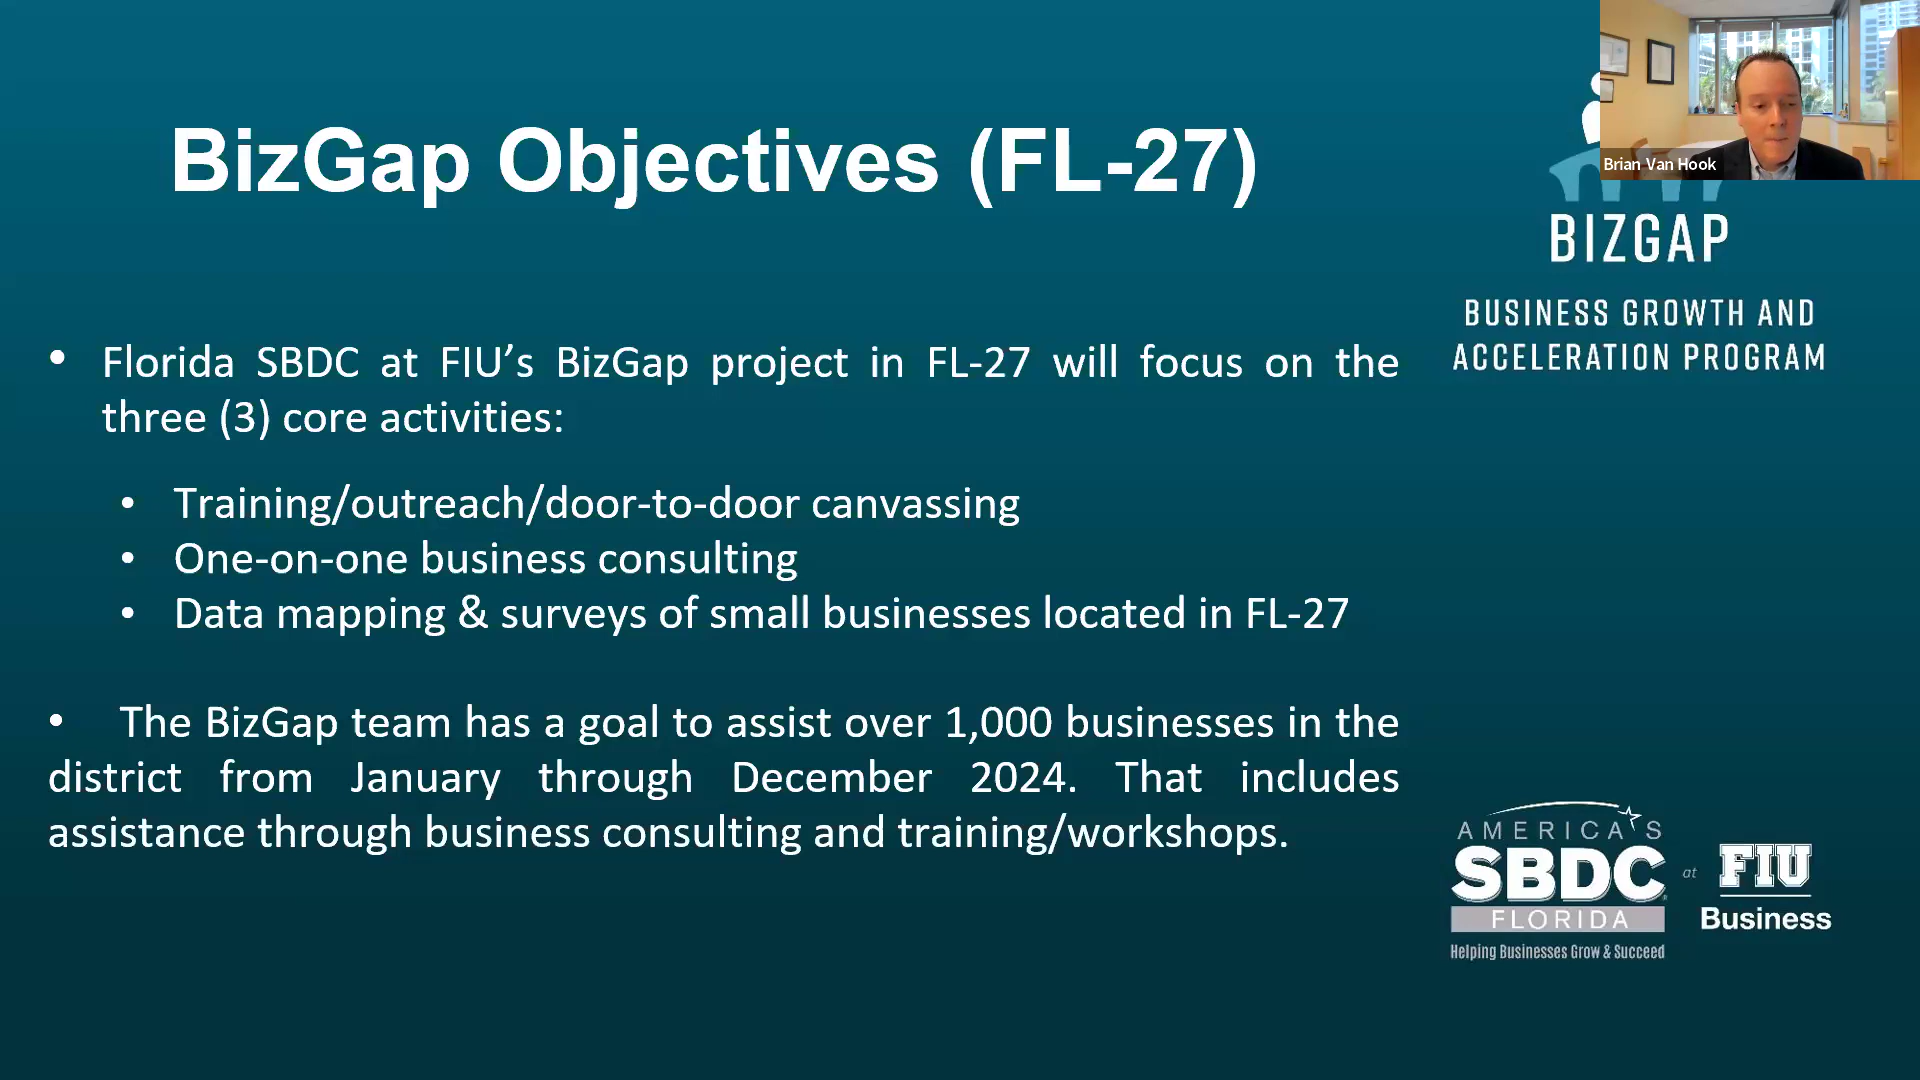 BizGap Objectives (FL-27)
Brian Van Hook
BIZGAP
BUSINESS GROWTH AND
ACCELERATION PROGRAM
• Florida SBDC at FIU’s BizGap project in FL-27 will focus on the
three (3) core activities:
• Training/outreach/door-to-door canvassing
• One-on-one business consulting
• Data mapping & surveys of small businesses located in FL-27
• The BizGap team has a goal to assist over 1,000 businesses in the
district from January through December 2024. That includes
assistance through business consulting and training/workshops.
AMERICA'S
SBDC
FLORIDA
Helping Businesses Grow & Succeed
at
FIU
Business